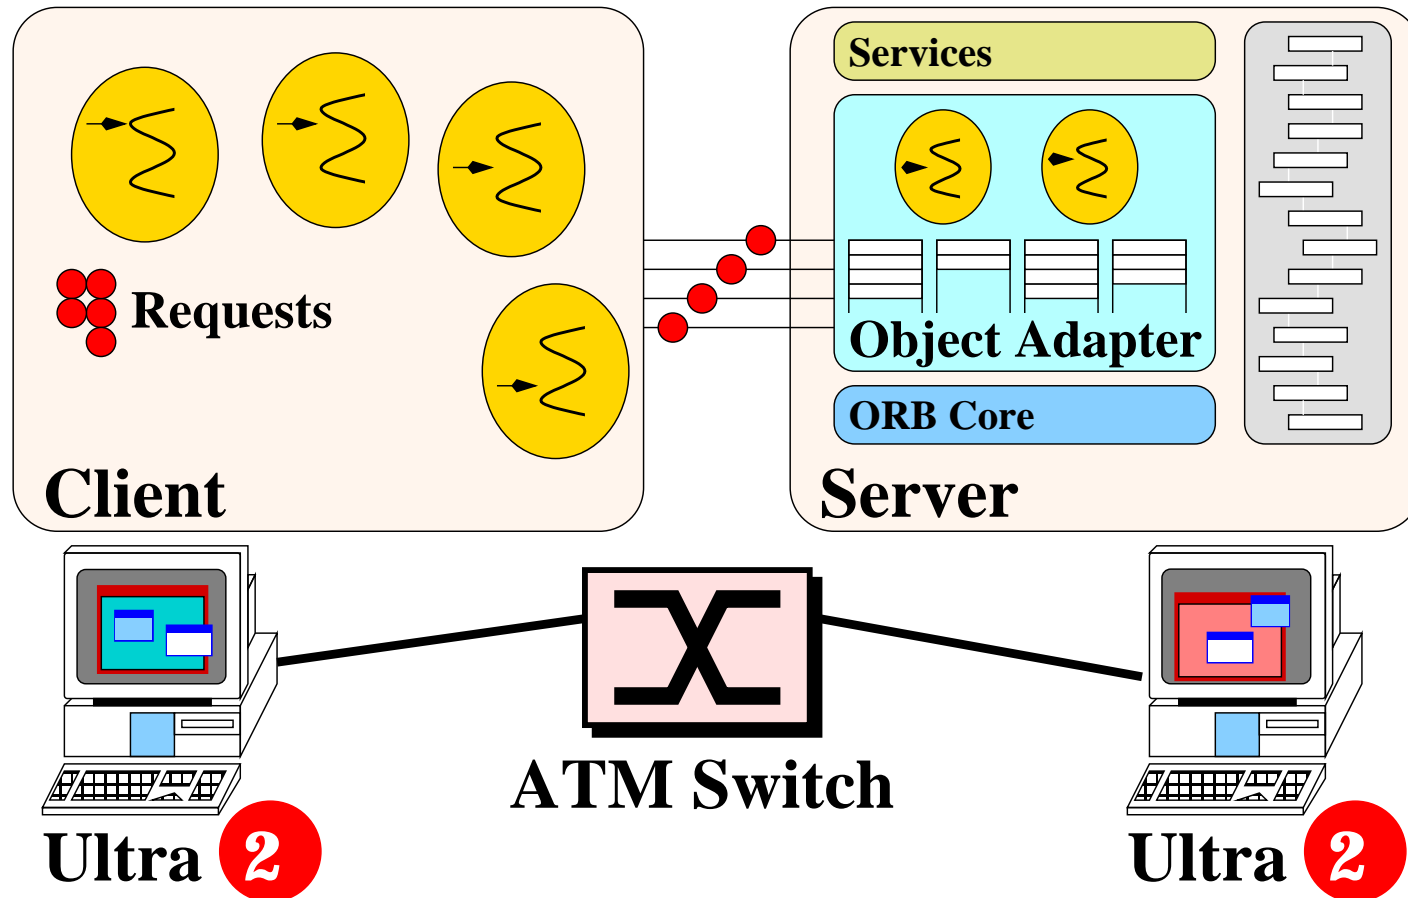 Services
Requests
Object Adapter
ORB Core
Client
Server
ATM Switch
Ultra 2
Ultra 2